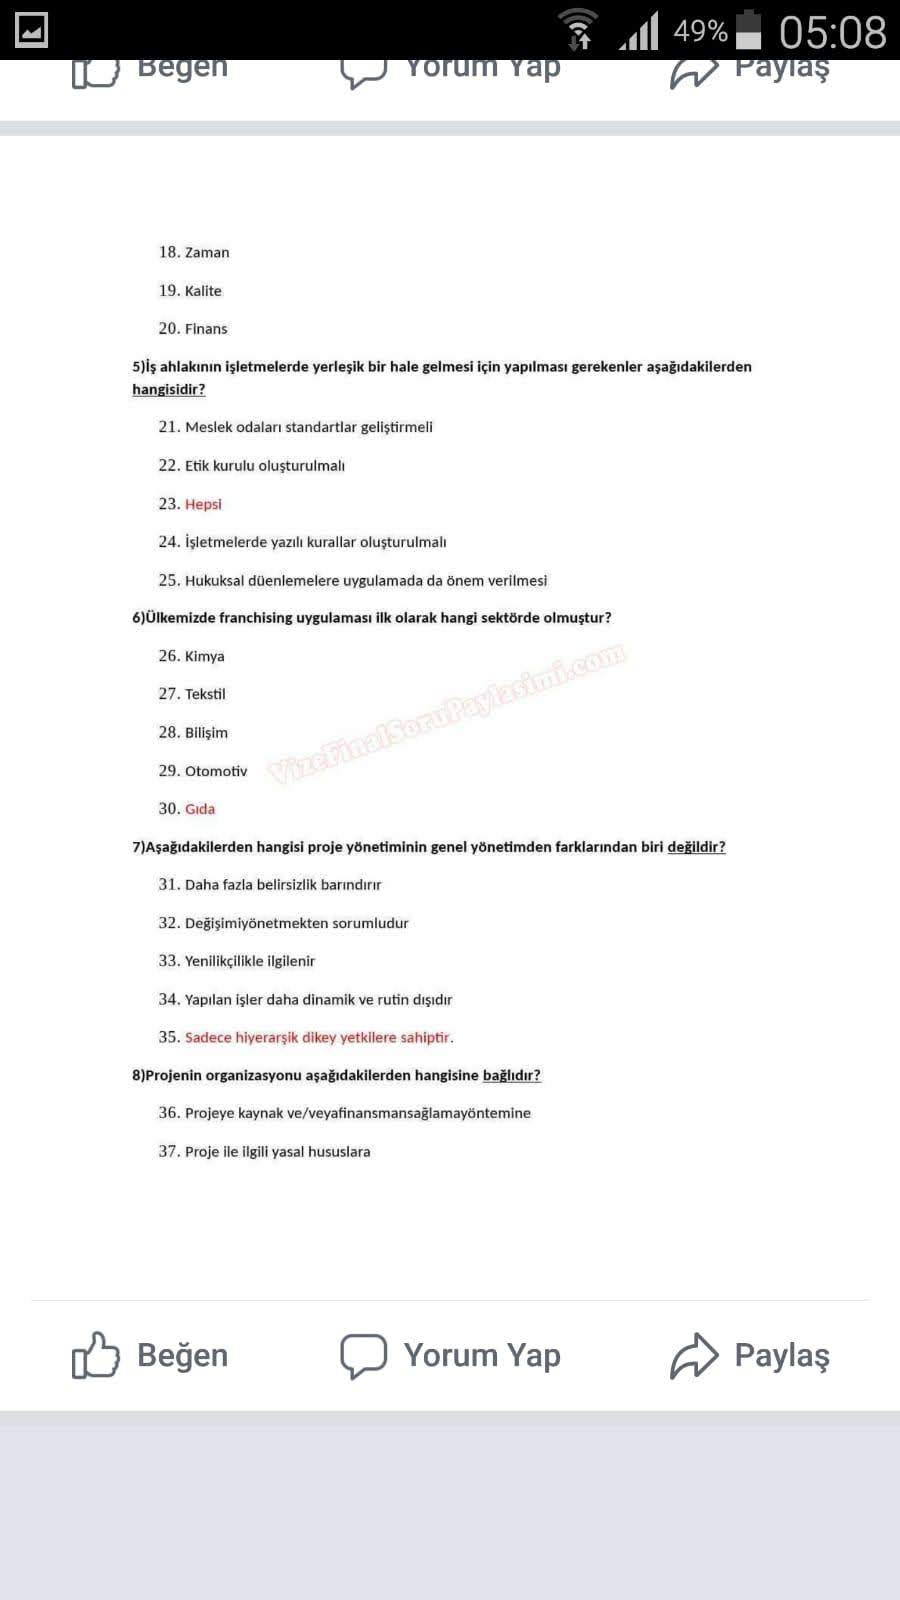 49% 05:08
Beğen Yorum Yap Paylaş
18. Zaman
19. Kalite
20. Finans
5)İş ahlakının işletmelerde yerleşik bir hale gelmesi için yapılması gerekenler aşağıdakilerden
hangisidir?
21. Meslek odaları standartlar geliştirmeli
22. Etik kurulu oluşturulmalı
23. Hepsi
24. İşletmelerde yazılı kurallar oluşturulmalı
25. Hukuksal düenlemelere uygulamada da önem verilmesi
6)Ülkemizde franchising uygulaması ilk olarak hangi sektörde olmuştur?
26. Kimya
27. Tekstil
28. Bilişim
29. Otomotiv
VizeFinalSoruPaylasimi.com
30. Gıda
7)Aşağıdakilerden hangisi proje yönetiminin genel yönetimden farklarından biri değildir?
31. Daha fazla belirsizlik barındırır
32. Değişimiyönetmekten sorumludur
33. Yenilikçilikle ilgilenir
34. Yapılan işler daha dinamik ve rutin dışıdır
35. Sadece hiyerarşik dikey yetkilere sahiptir.
8)Projenin organizasyonu aşağıdakilerden hangisine bağlıdır?
36. Projeye kaynak ve/veyafinansmansağlamayöntemine
37. Proje ile ilgili yasal hususlara
Beğen Yorum Yap Paylaş